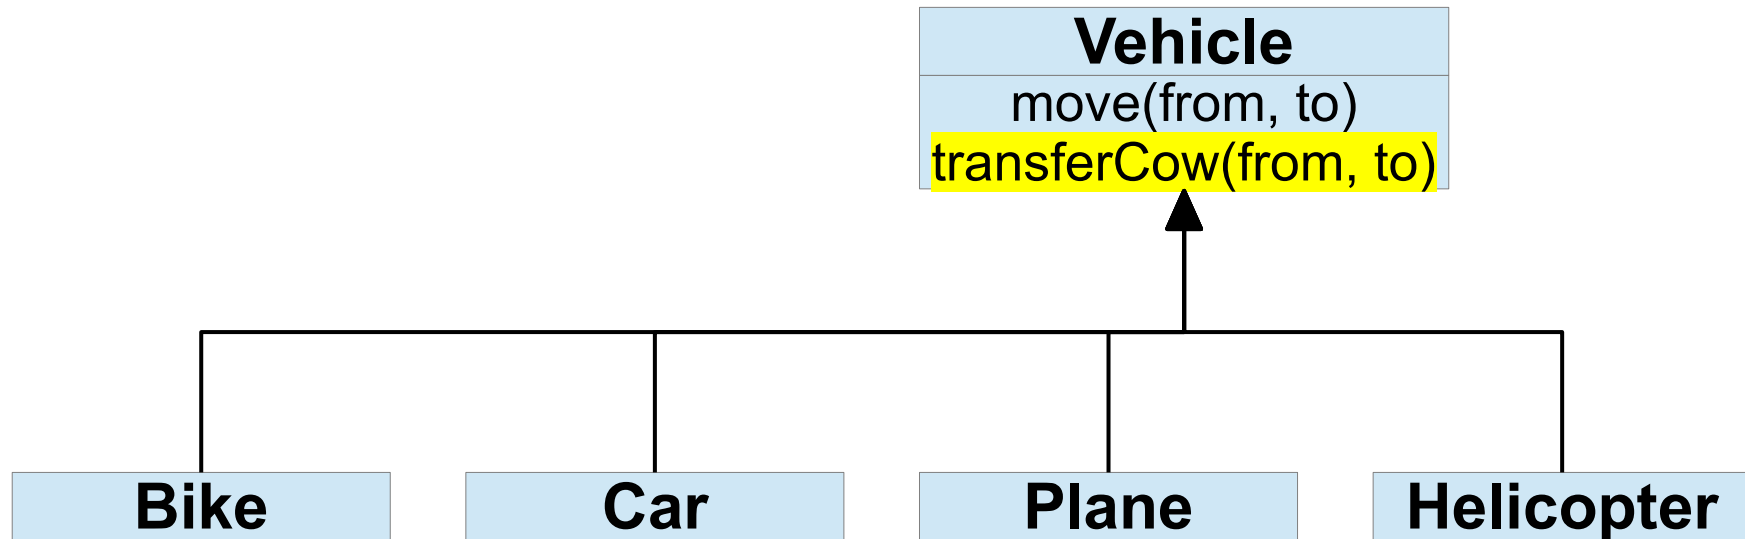 Vehicle
move(from, to)
transferCow(from, to)
Bike
Car
Plane
Helicopter